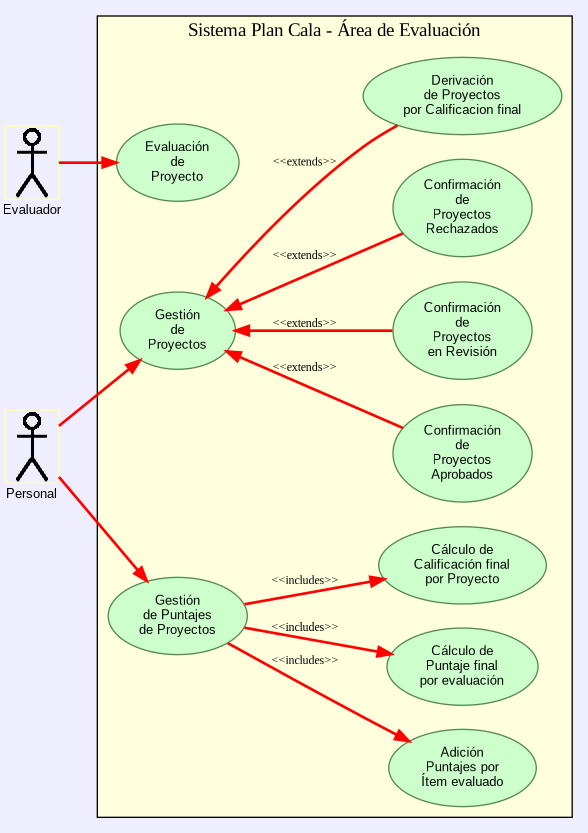 Sistema Plan Cala - Área de Evaluación
Derivación
de Proyectos
por Calificacion final
Evaluación
de
Proyecto
<<extends>>
Evaluador
Confirmación
de
Proyectos
Rechazados
<<extends>>
Gestión
de
Proyectos
<<extends>>
Confirmación
de
Proyectos
en Revisión
<<extends>>
Confirmación
de
Proyectos
Aprobados
Personal
Cálculo de
Calificación final
por Proyecto
<<includes>>
Gestión
de Puntajes
de Proyectos
<<includes>>
Cálculo de
Puntaje final
por evaluación
<<includes>>
Adición
Puntajes por
Ítem evaluado